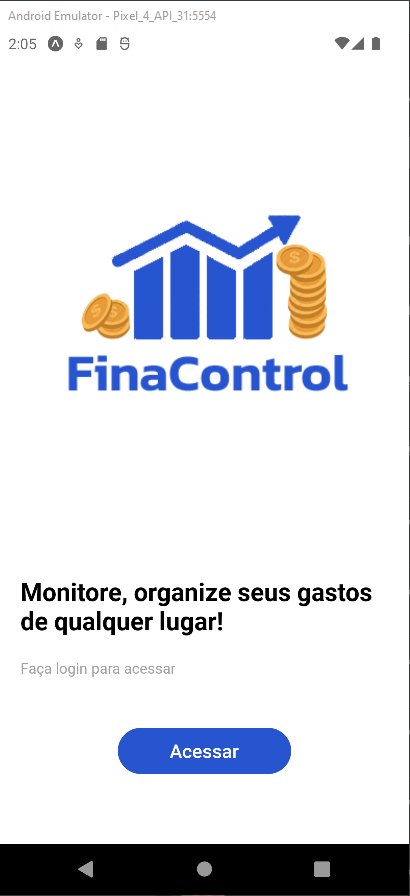 Android Emulator - Pixel_4_API_31:5554
2:05
FinaControl
Monitore, organize seus gastos
de qualquer lugar!
Faça login para acessar
Acessar